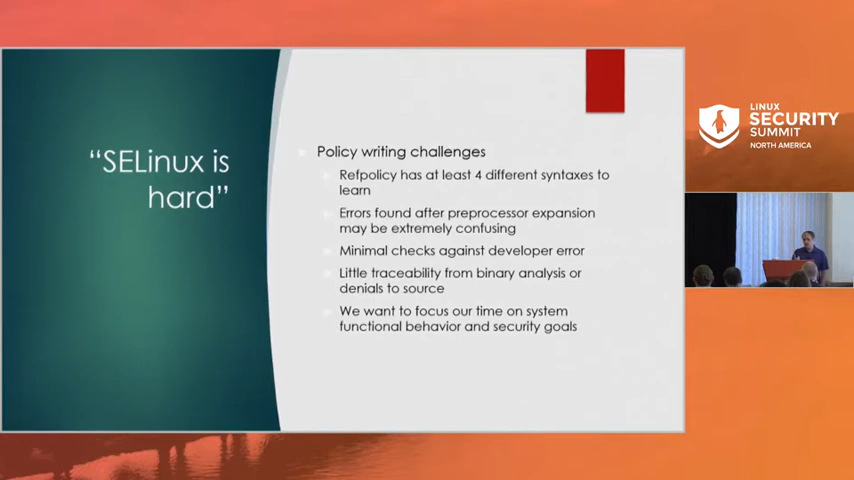 “SELinux is
hard”
Policy writing challenges
Refpolicy has at least 4 different syntaxes to
learn
Errors found after preprocessor expansion
may be extremely confusing
Minimal checks against developer error
Little traceability from binary analysis or
denials to source
We want to focus our time on system
functional behavior and security goals
LINUX
SECURITY
SUMMIT
NORTH AMERICA